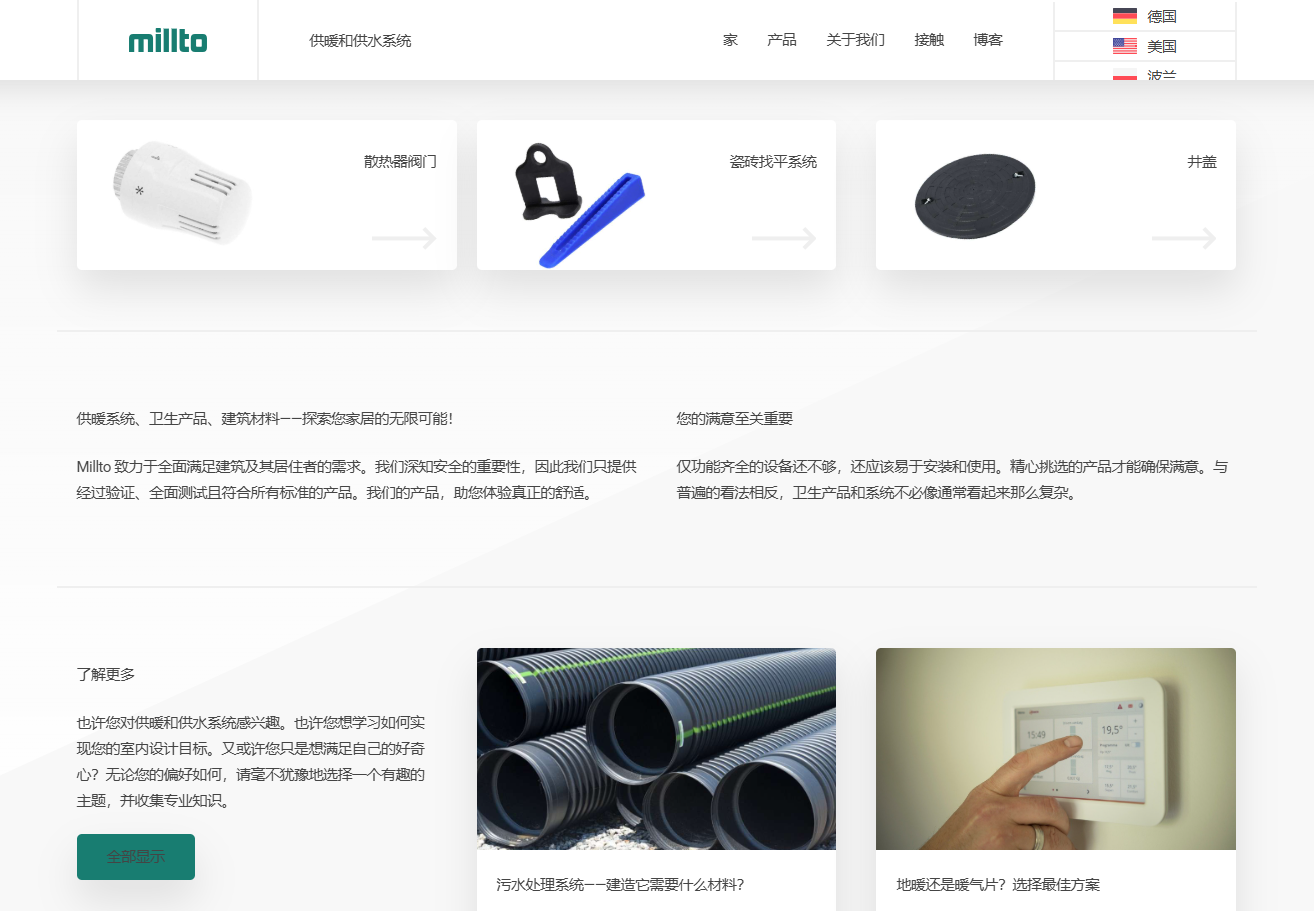 millto
供暖和供水系统
家 产品 关于我们 接触 博客
德国
美国
波兰
散热器阀门
瓷砖找平系统
井盖
供暖系统、卫生产品、建筑材料——探索您家居的无限可能！
Millto 致力于全面满足建筑及其居住者的需求。我们深知安全的重要性，因此我们只提供
经过验证、全面测试且符合所有标准的产品。我们的产品，助您体验真正的舒适。
您的满意至关重要
仅功能齐全的设备还不够，还应该易于安装和使用。精心挑选的产品才能确保满意。与
普遍的看法相反，卫生产品和系统不必像通常看起来那么复杂。
了解更多
也许您对供暖和供水系统感兴趣。也许您想学习如何实
现您的室内设计目标。又或许您只是想满足自己的好奇
心？无论您的偏好如何，请毫不犹豫地选择一个有趣的
主题，并收集专业知识。
全部显示
15:49
19,5°
污水处理系统——建造它需要什么材料？
地暖还是暖气片？选择最佳方案